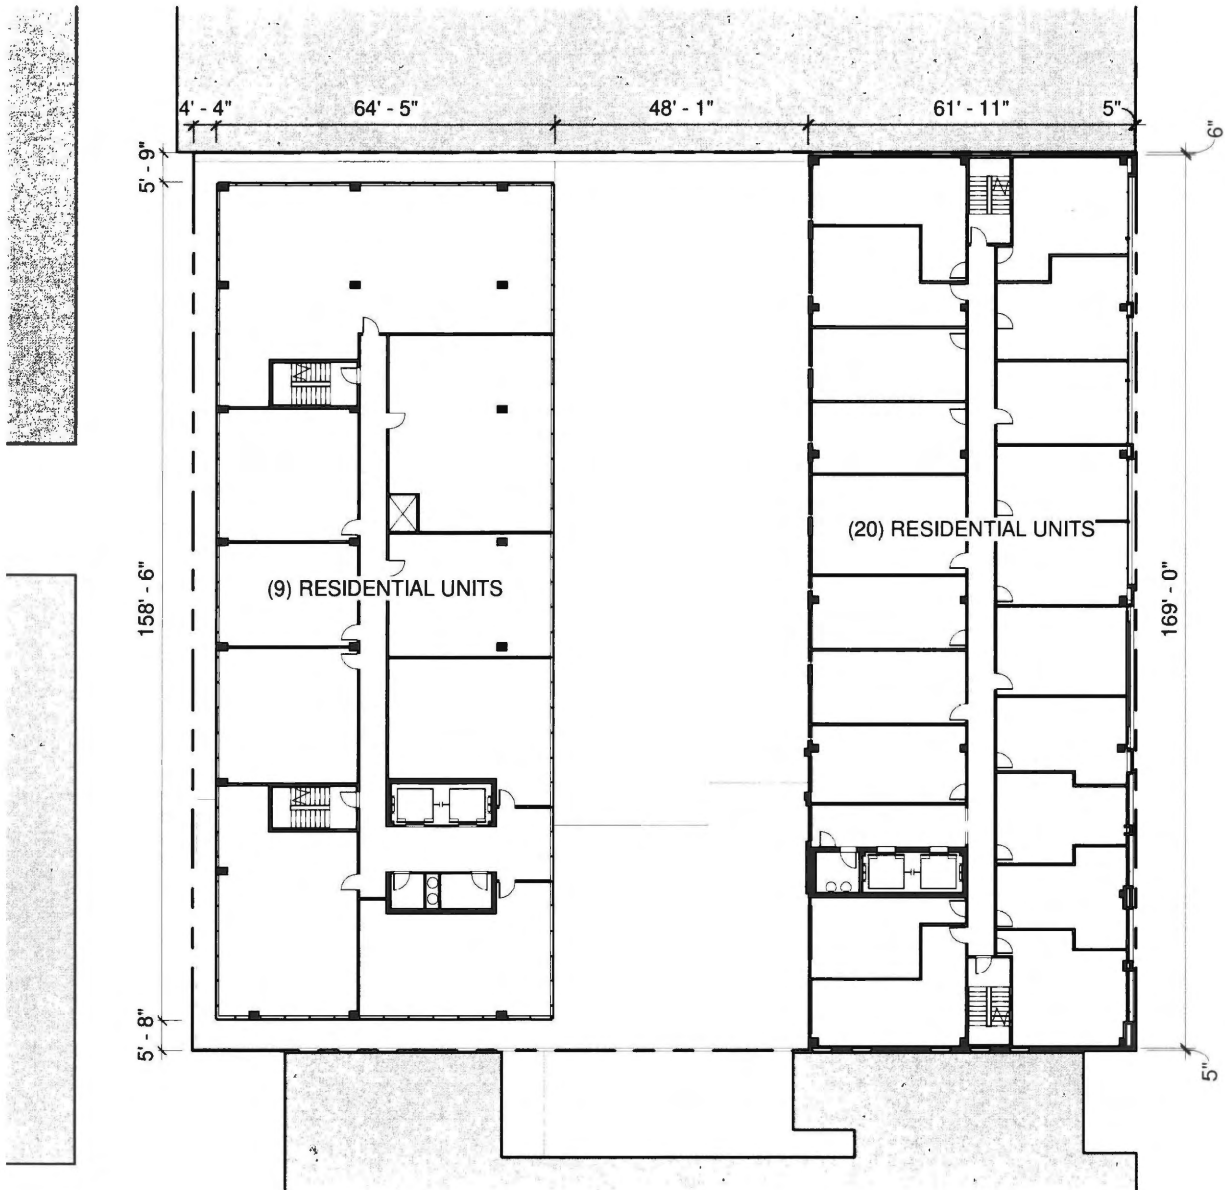 4' - 4" 64' - 5" 48' - 1" 61' - 11" 5"
6"
5' - 9"
(20) RESIDENTIAL UNITS
(9) RESIDENTIAL UNITS
158' - 6"
169' - 0"
5' - 8"
5"